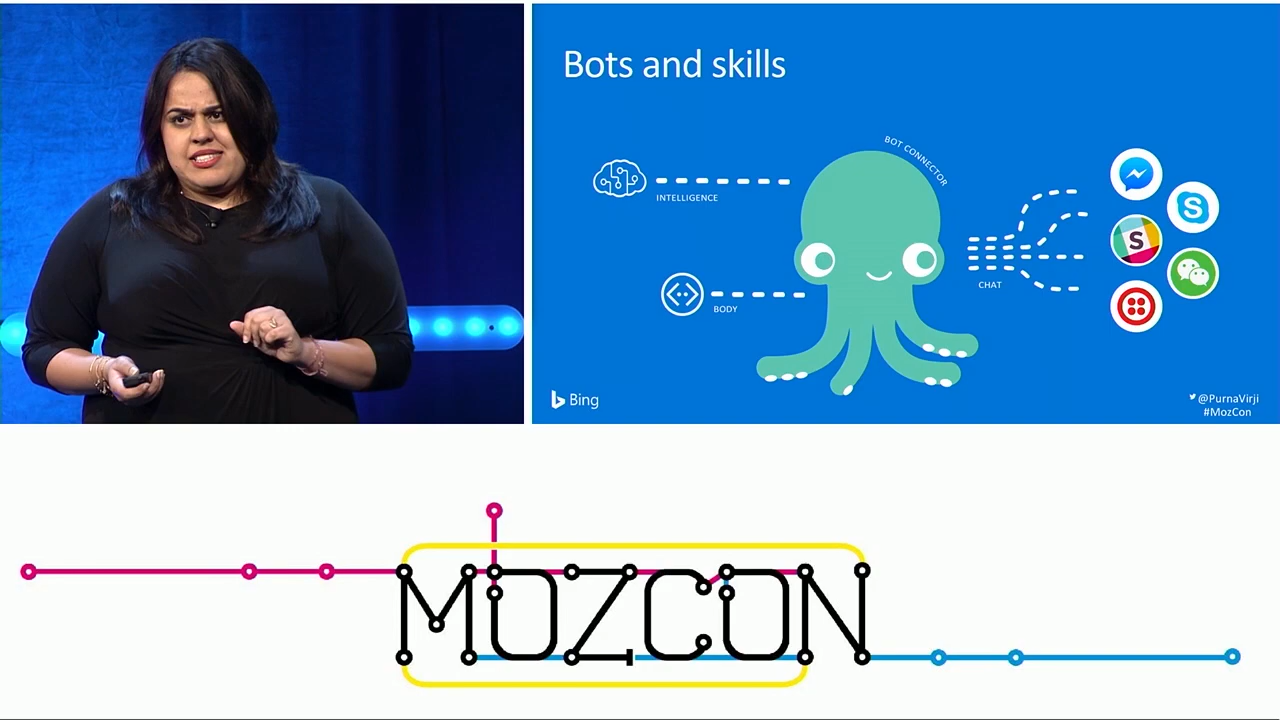 Bots and skills
BOT CONNECTOR
INTELLIGENCE
BODY
CHAT
S
S
Bing
@PurnaVirji
#MozCon
MOZCON